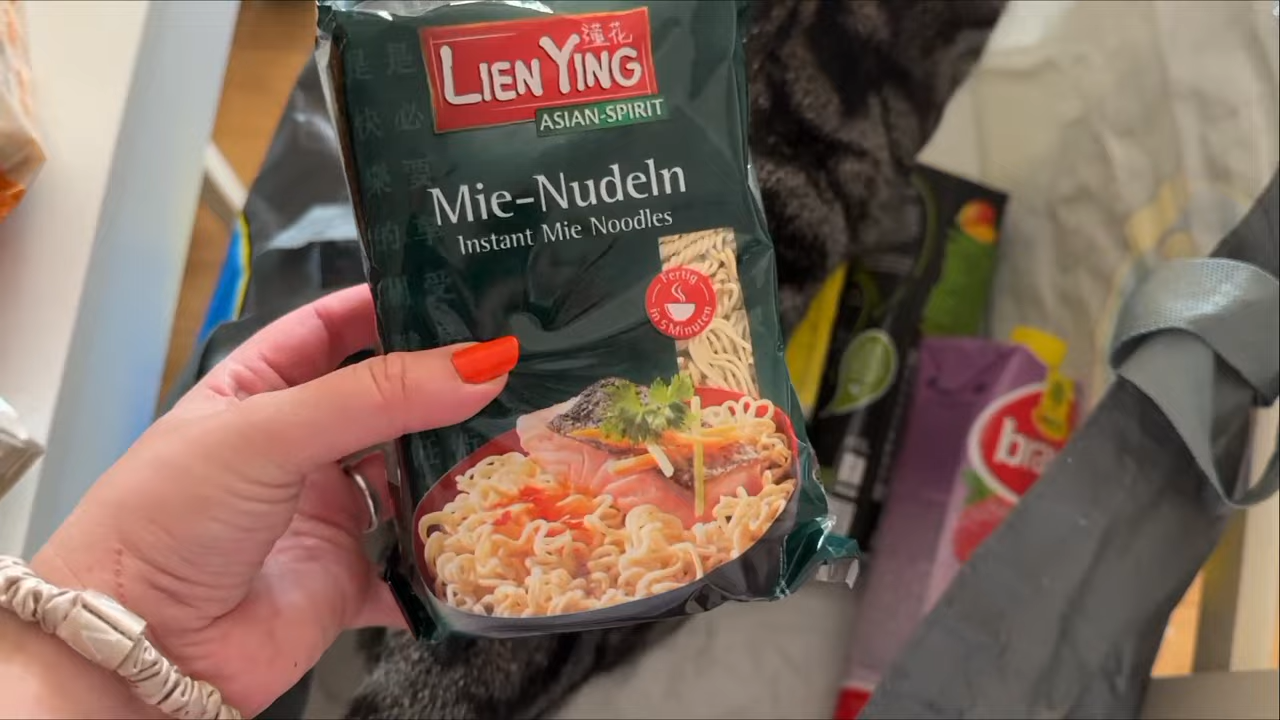 蓮花
LIEN YING
ASIAN-SPIRIT
Mie-Nudeln
Instant Mie Noodles
Fertig
in 5 Minuten
bra